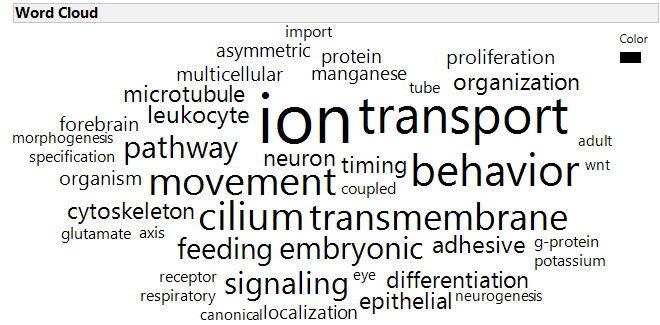 Word Cloud
Color
import
asymmetric protein proliferation
multicellular manganese
tube organization
microtubule ion transport
leukocyte
forebrain
morphogenesis adult
pathway neuron timing behavior wnt
specification
organism movement coupled
cytoskeleton cilium transmembrane
glutamate axis
feeding embryonic adhesive g-protein
potassium
receptor signaling eye differentiation
respiratory epithelial neurogenesis
canonical localization